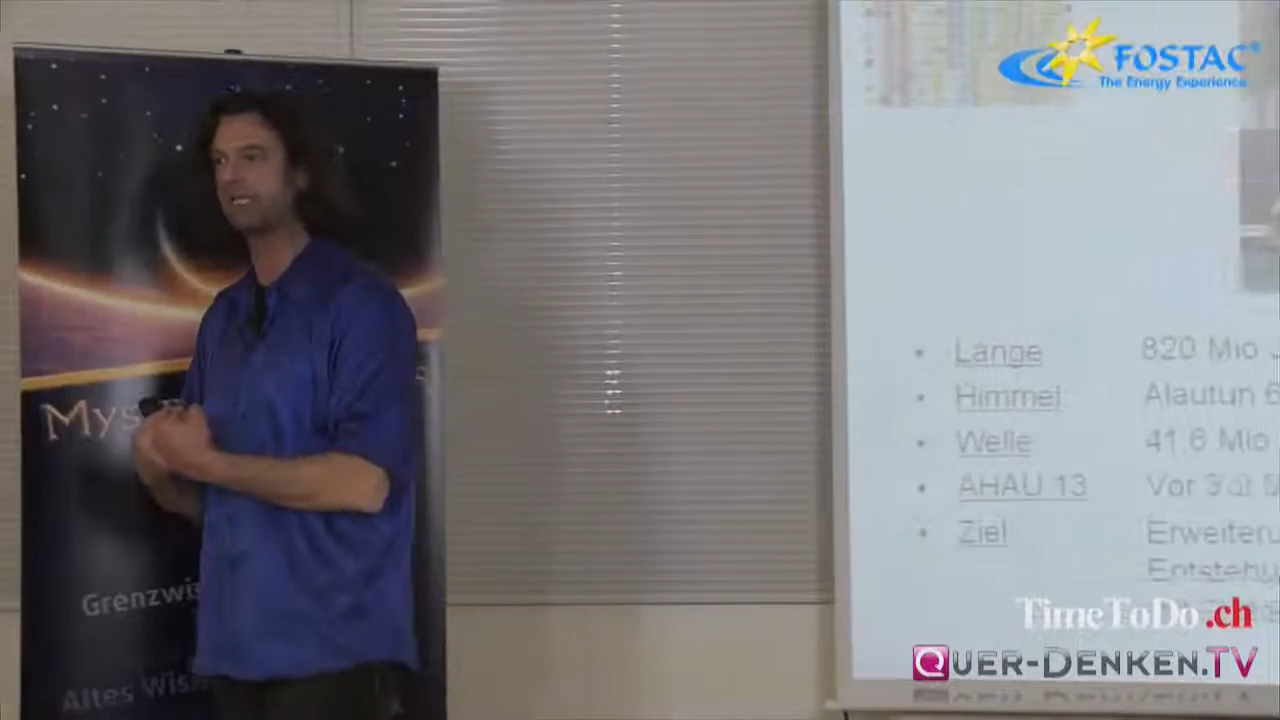 FOSTAC®
The Energy Experience
Mys
Grenzwis
Altes Wiss
• Länge 820 Mio
• Himmel Alautun 6
• Welle 41,6 Mio
• AHAU 13 Vor
• Ziel Erweiteru
Entstehu
TimeToDo.ch
QUER-DENKEN.TV